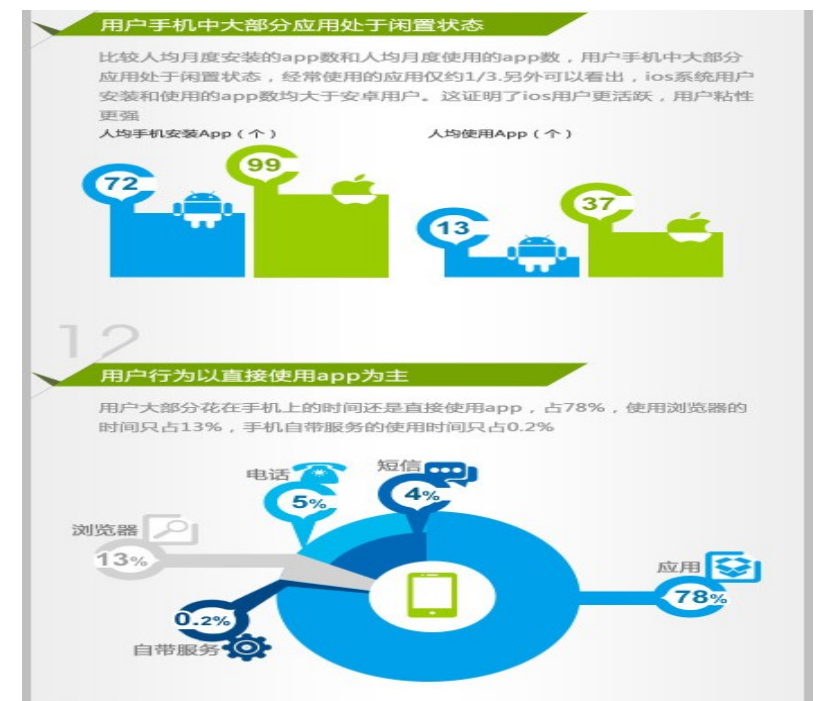 用户手机中大部分应用处于闲置状态
比较人均月度安装的app数和人均月度使用的app数，用户手机中大部分
应用处于闲置状态，经常使用的应用仅约1/3.另外可以看出，ios系统用户
安装和使用的app数均大于安卓用户。这证明了ios用户更活跃，用户粘性
更强
人均手机安装App（个）
人均使用App（个）
72
99
13
37
12
用户行为以直接使用app为主
用户大部分花在手机上的时间还是直接使用app，占78%，使用浏览器的
时间只占13%，手机自带服务的使用时间只占0.2%
电话
5%
短信
4%
浏览器
13%
应用
78%
0.2%
自带服务